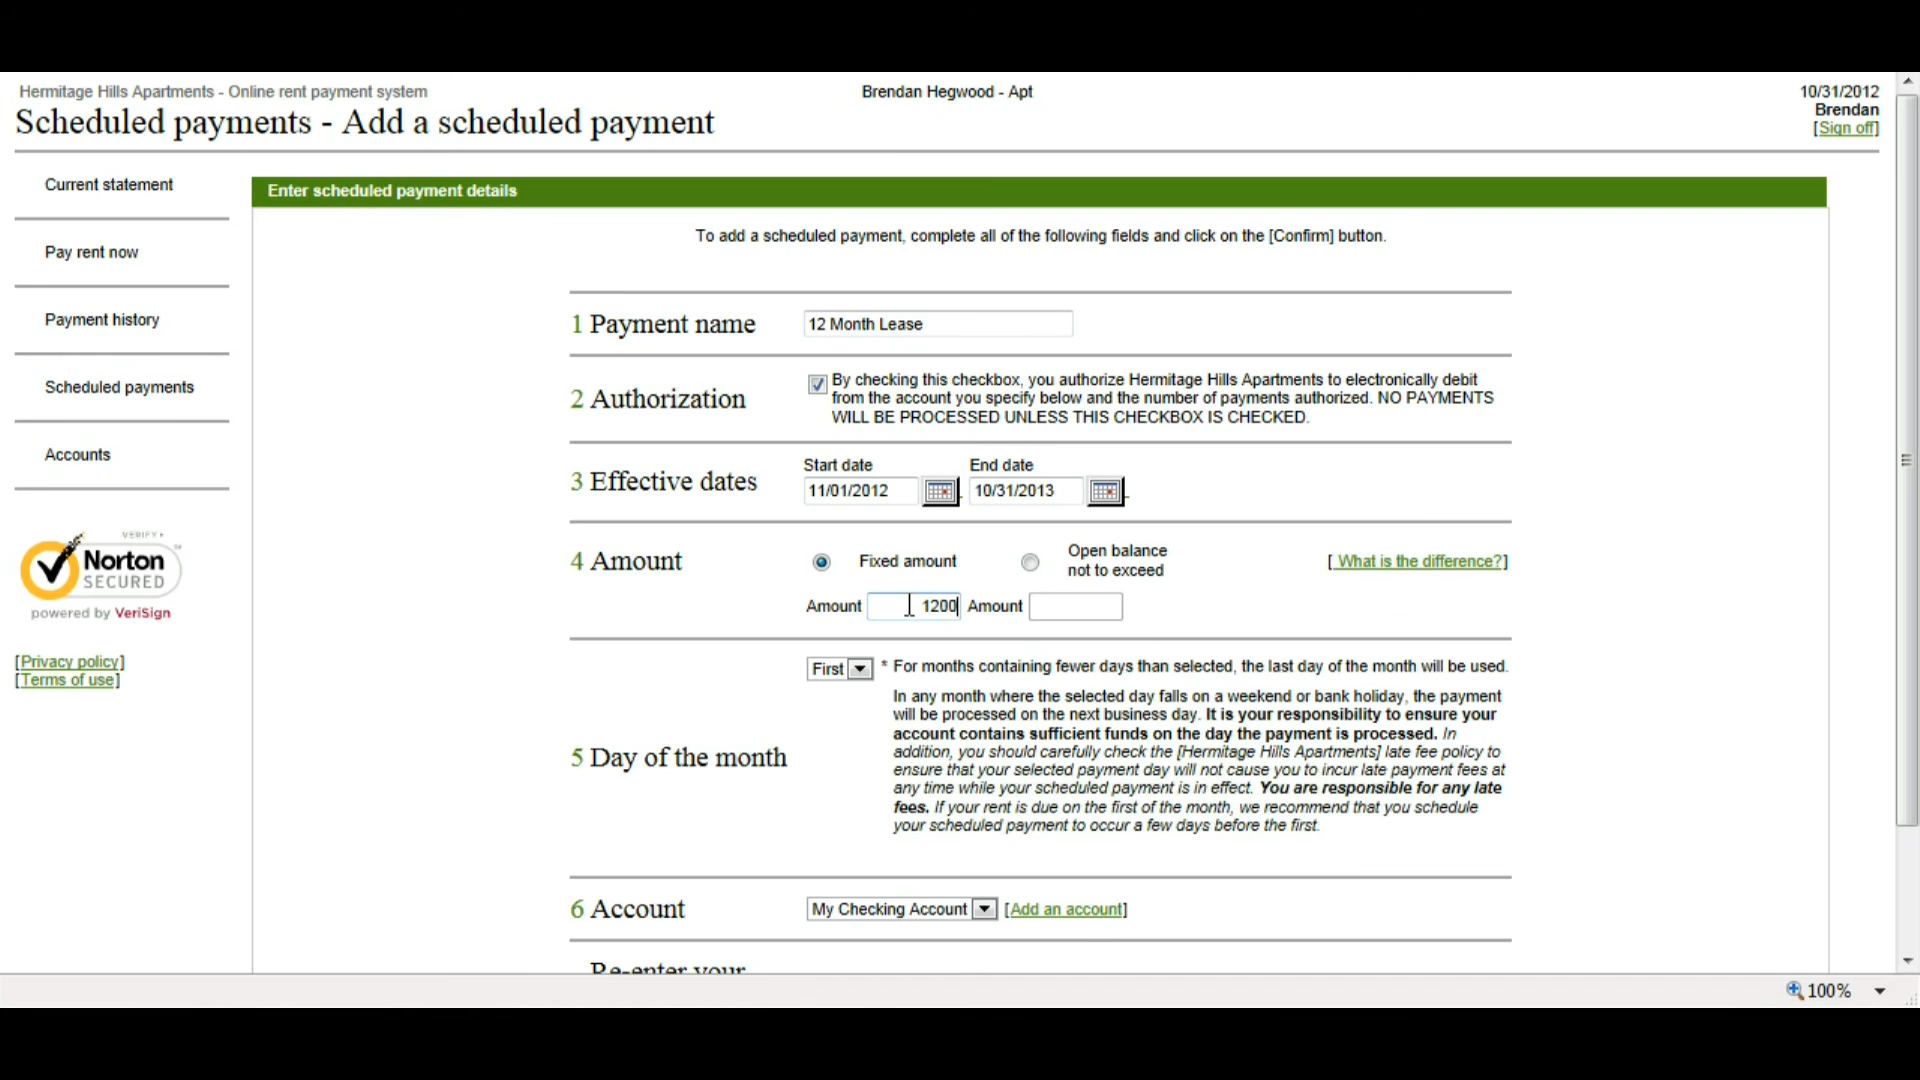 Hermitage Hills Apartments - Online rent payment system
Brendan Hegwood - Apt
10/31/2012
Scheduled payments - Add a scheduled payment
Brendan
[Sign off]
Current statement
Pay rent now
Payment history
Scheduled payments
Accounts
VERIFY
Norton
SECURED
powered by VeriSign
[Privacy policy]
[Terms of use]
Enter scheduled payment details
To add a scheduled payment, complete all of the following fields and click on the [Confirm] button.
1 Payment name
12 Month Lease
2 Authorization
By checking this checkbox, you authorize Hermitage Hills Apartments to electronically debit
from the account you specify below and the number of payments authorized. NO PAYMENTS
WILL BE PROCESSED UNLESS THIS CHECKBOX IS CHECKED.
3 Effective dates
Start date
End date
11/01/2012
10/31/2013
4 Amount
Fixed amount
Open balance
not to exceed
[ What is the difference?]
Amount 1200 Amount
5 Day of the month
First
* For months containing fewer days than selected, the last day of the month will be used.
In any month where the selected day falls on a weekend or bank holiday, the payment
will be processed on the next business day. It is your responsibility to ensure your
account contains sufficient funds on the day the payment is processed. In
addition, you should carefully check the [Hermitage Hills Apartments] late fee policy to
ensure that your selected payment day will not cause you to incur late payment fees at
any time while your scheduled payment is in effect. You are responsible for any late
fees. If your rent is due on the first of the month, we recommend that you schedule
your scheduled payment to occur a few days before the first.
6 Account
My Checking Account
[Add an account]
Re-enter your
100%